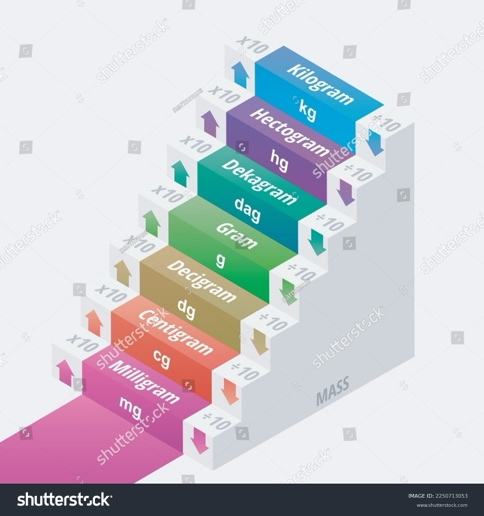 x10
Kilogram
kg
÷10
x10
Hectogram
hg
÷10
x10
Dekagram
dag
÷10
x10
Gram
g
÷10
x10
Decigram
dg
÷10
x10
Centigram
cg
÷10
x10
Milligram
mg
÷10
MASS
shutterstock
IMAGE ID: 2250713053
www.shutterstock.com